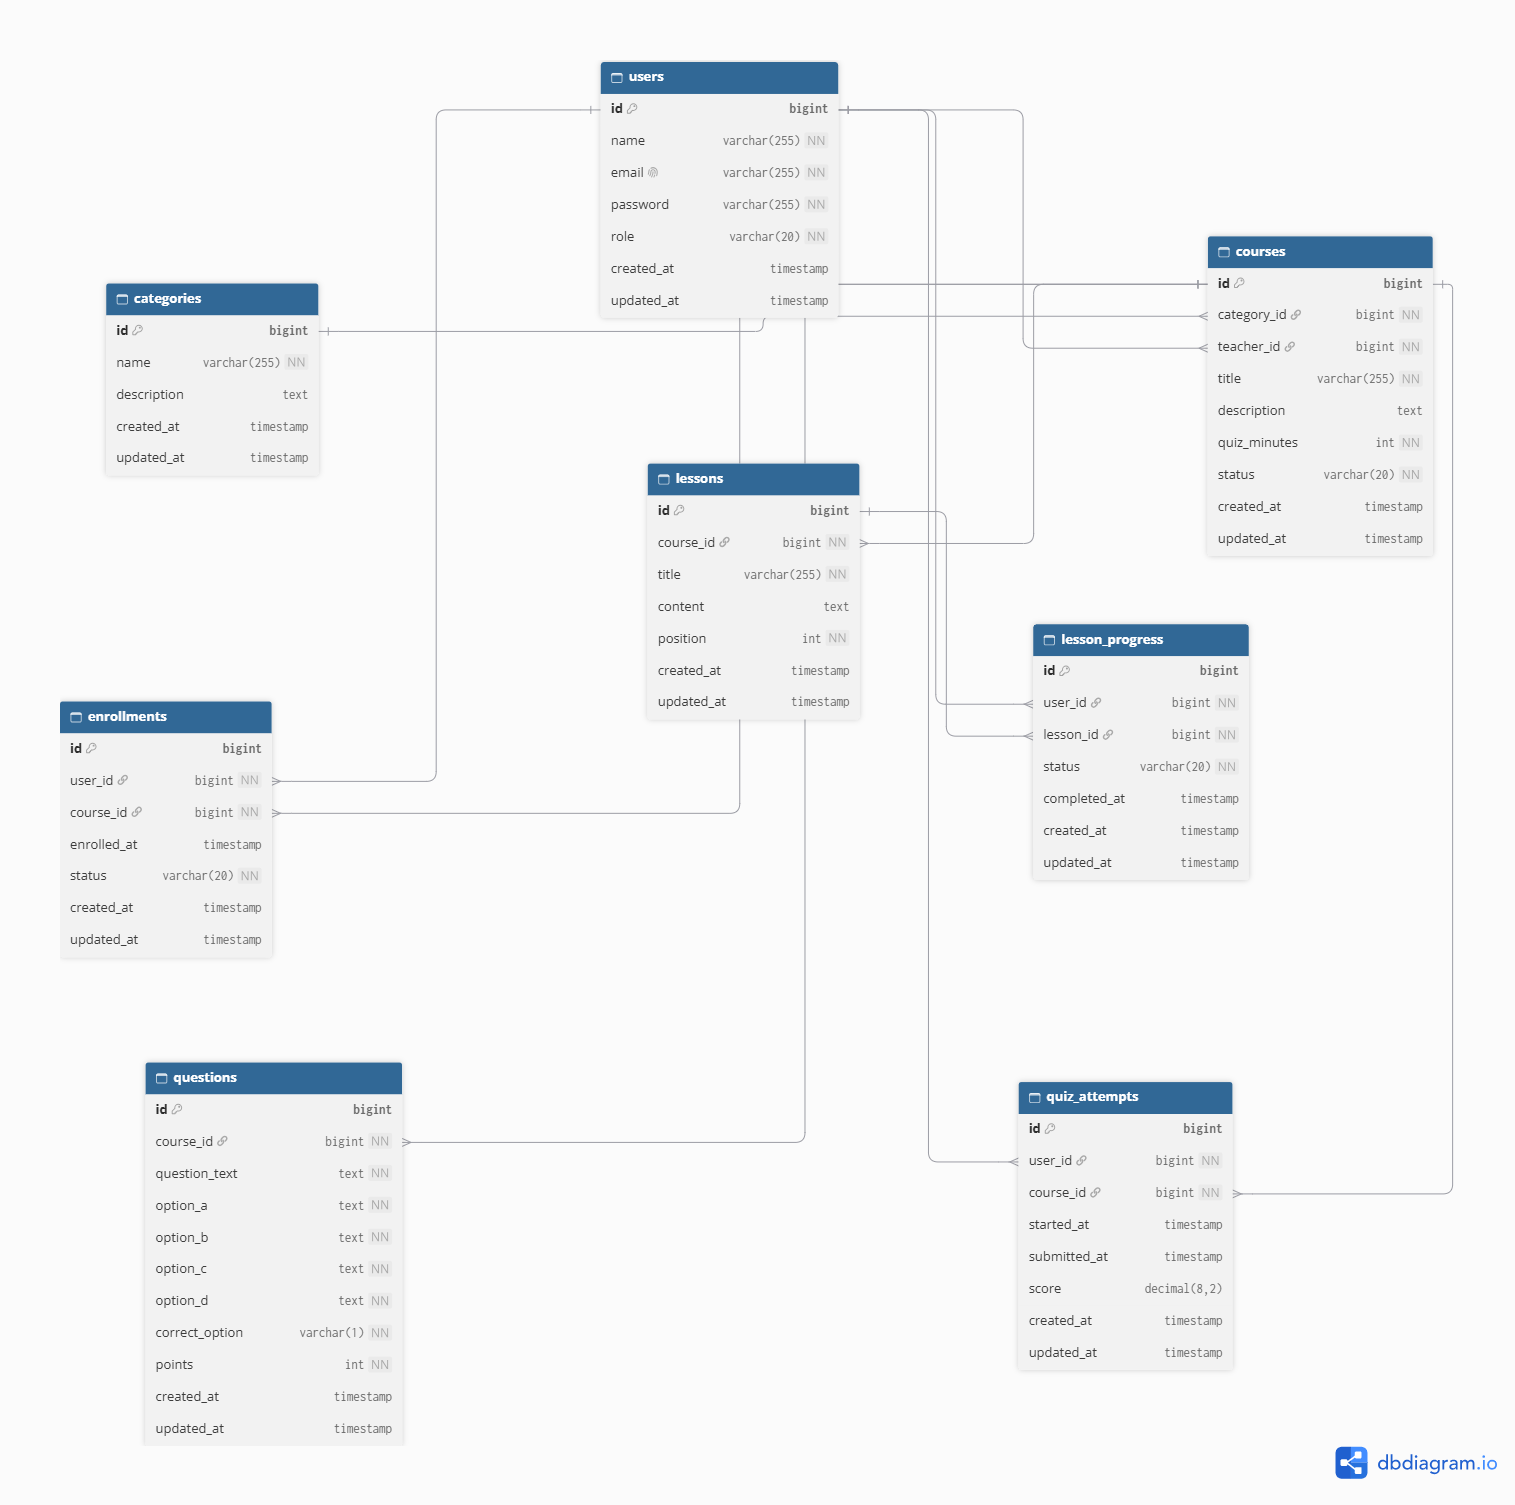 users
id bigint
name varchar(255) NN
email varchar(255) NN
password varchar(255) NN
role varchar(20) NN
created_at timestamp
updated_at timestamp
courses
id bigint
category_id bigint NN
teacher_id bigint NN
title varchar(255) NN
description text
quiz_minutes int NN
status varchar(20) NN
created_at timestamp
updated_at timestamp
categories
id bigint
name varchar(255) NN
description text
created_at timestamp
updated_at timestamp
lessons
id bigint
course_id bigint NN
title varchar(255) NN
content text
position int NN
created_at timestamp
updated_at timestamp
lesson_progress
id bigint
user_id bigint NN
lesson_id bigint NN
status varchar(20) NN
completed_at timestamp
created_at timestamp
updated_at timestamp
enrollments
id bigint
user_id bigint NN
course_id bigint NN
enrolled_at timestamp
status varchar(20) NN
created_at timestamp
updated_at timestamp
questions
id bigint
course_id bigint NN
question_text text NN
option_a text NN
option_b text NN
option_c text NN
option_d text NN
correct_option varchar(1) NN
points int NN
created_at timestamp
updated_at timestamp
quiz_attempts
id bigint
user_id bigint NN
course_id bigint NN
started_at timestamp
submitted_at timestamp
score decimal(8,2)
created_at timestamp
updated_at timestamp
dbdiagram.io